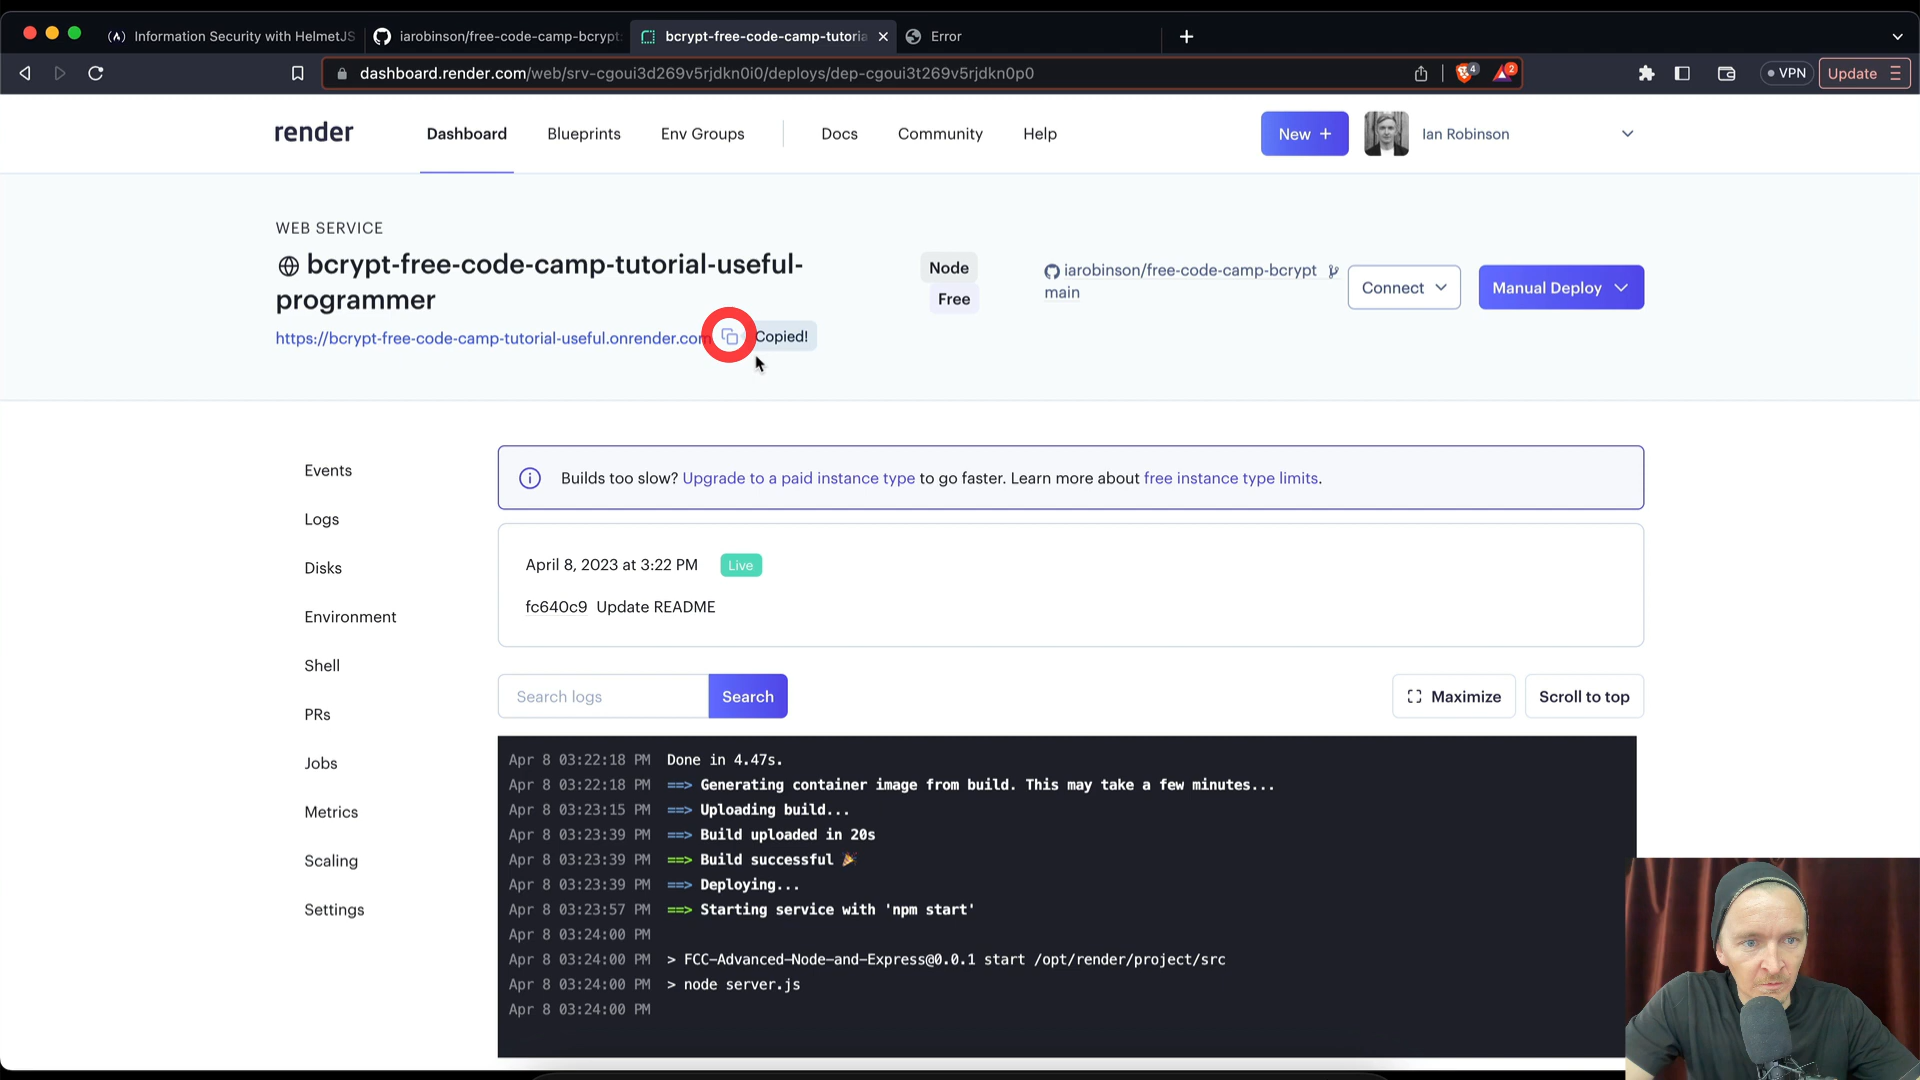 Information Security with HelmetJS
iarobinson/free-code-camp-bcrypt
bcrypt-free-code-camp-tutoria
Error
dashboard.render.com/web/srv-cgoui3d269v5rjdkn0i0/deploys/dep-cgoui3t269v5rjdkn0p0
4
2
VPN
Update
render
Dashboard
Blueprints
Env Groups
Docs
Community
Help
New +
Ian Robinson
WEB SERVICE
bcrypt-free-code-camp-tutorial-useful-
programmer
Node
Free
iarobinson/free-code-camp-bcrypt
main
Connect
Manual Deploy
https://bcrypt-free-code-camp-tutorial-useful.onrender.com
Copied!
Events
Logs
Disks
Environment
Shell
PRs
Jobs
Metrics
Scaling
Settings
Builds too slow? Upgrade to a paid instance type to go faster. Learn more about free instance type limits.
April 8, 2023 at 3:22 PM Live
fc640c9 Update README
Search logs
Search
Maximize
Scroll to top
Apr 8 03:22:18 PM Done in 4.47s.
Apr 8 03:22:18 PM ==> Generating container image from build. This may take a few minutes...
Apr 8 03:23:15 PM ==> Uploading build...
Apr 8 03:23:39 PM ==> Build uploaded in 20s
Apr 8 03:23:39 PM ==> Build successful 🎉
Apr 8 03:23:39 PM ==> Deploying...
Apr 8 03:23:57 PM ==> Starting service with 'npm start'
Apr 8 03:24:00 PM
Apr 8 03:24:00 PM > FCC-Advanced-Node-and-Express@0.0.1 start /opt/render/project/src
Apr 8 03:24:00 PM > node server.js
Apr 8 03:24:00 PM